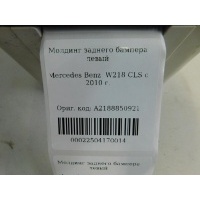 Молдинг заднего бампера
левый
Mercedes Benz W218 CLS с
2010 г.
Ориг. код: A2188850921
00022504170014
Молдинг заднего бампера
левый